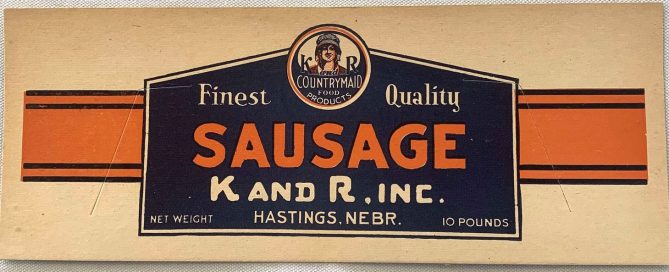 K R
COUNTRYMAID
FOOD
PRODUCTS
Finest Quality
SAUSAGE
K AND R, INC.
HASTINGS, NEBR.
NET WEIGHT 10 POUNDS